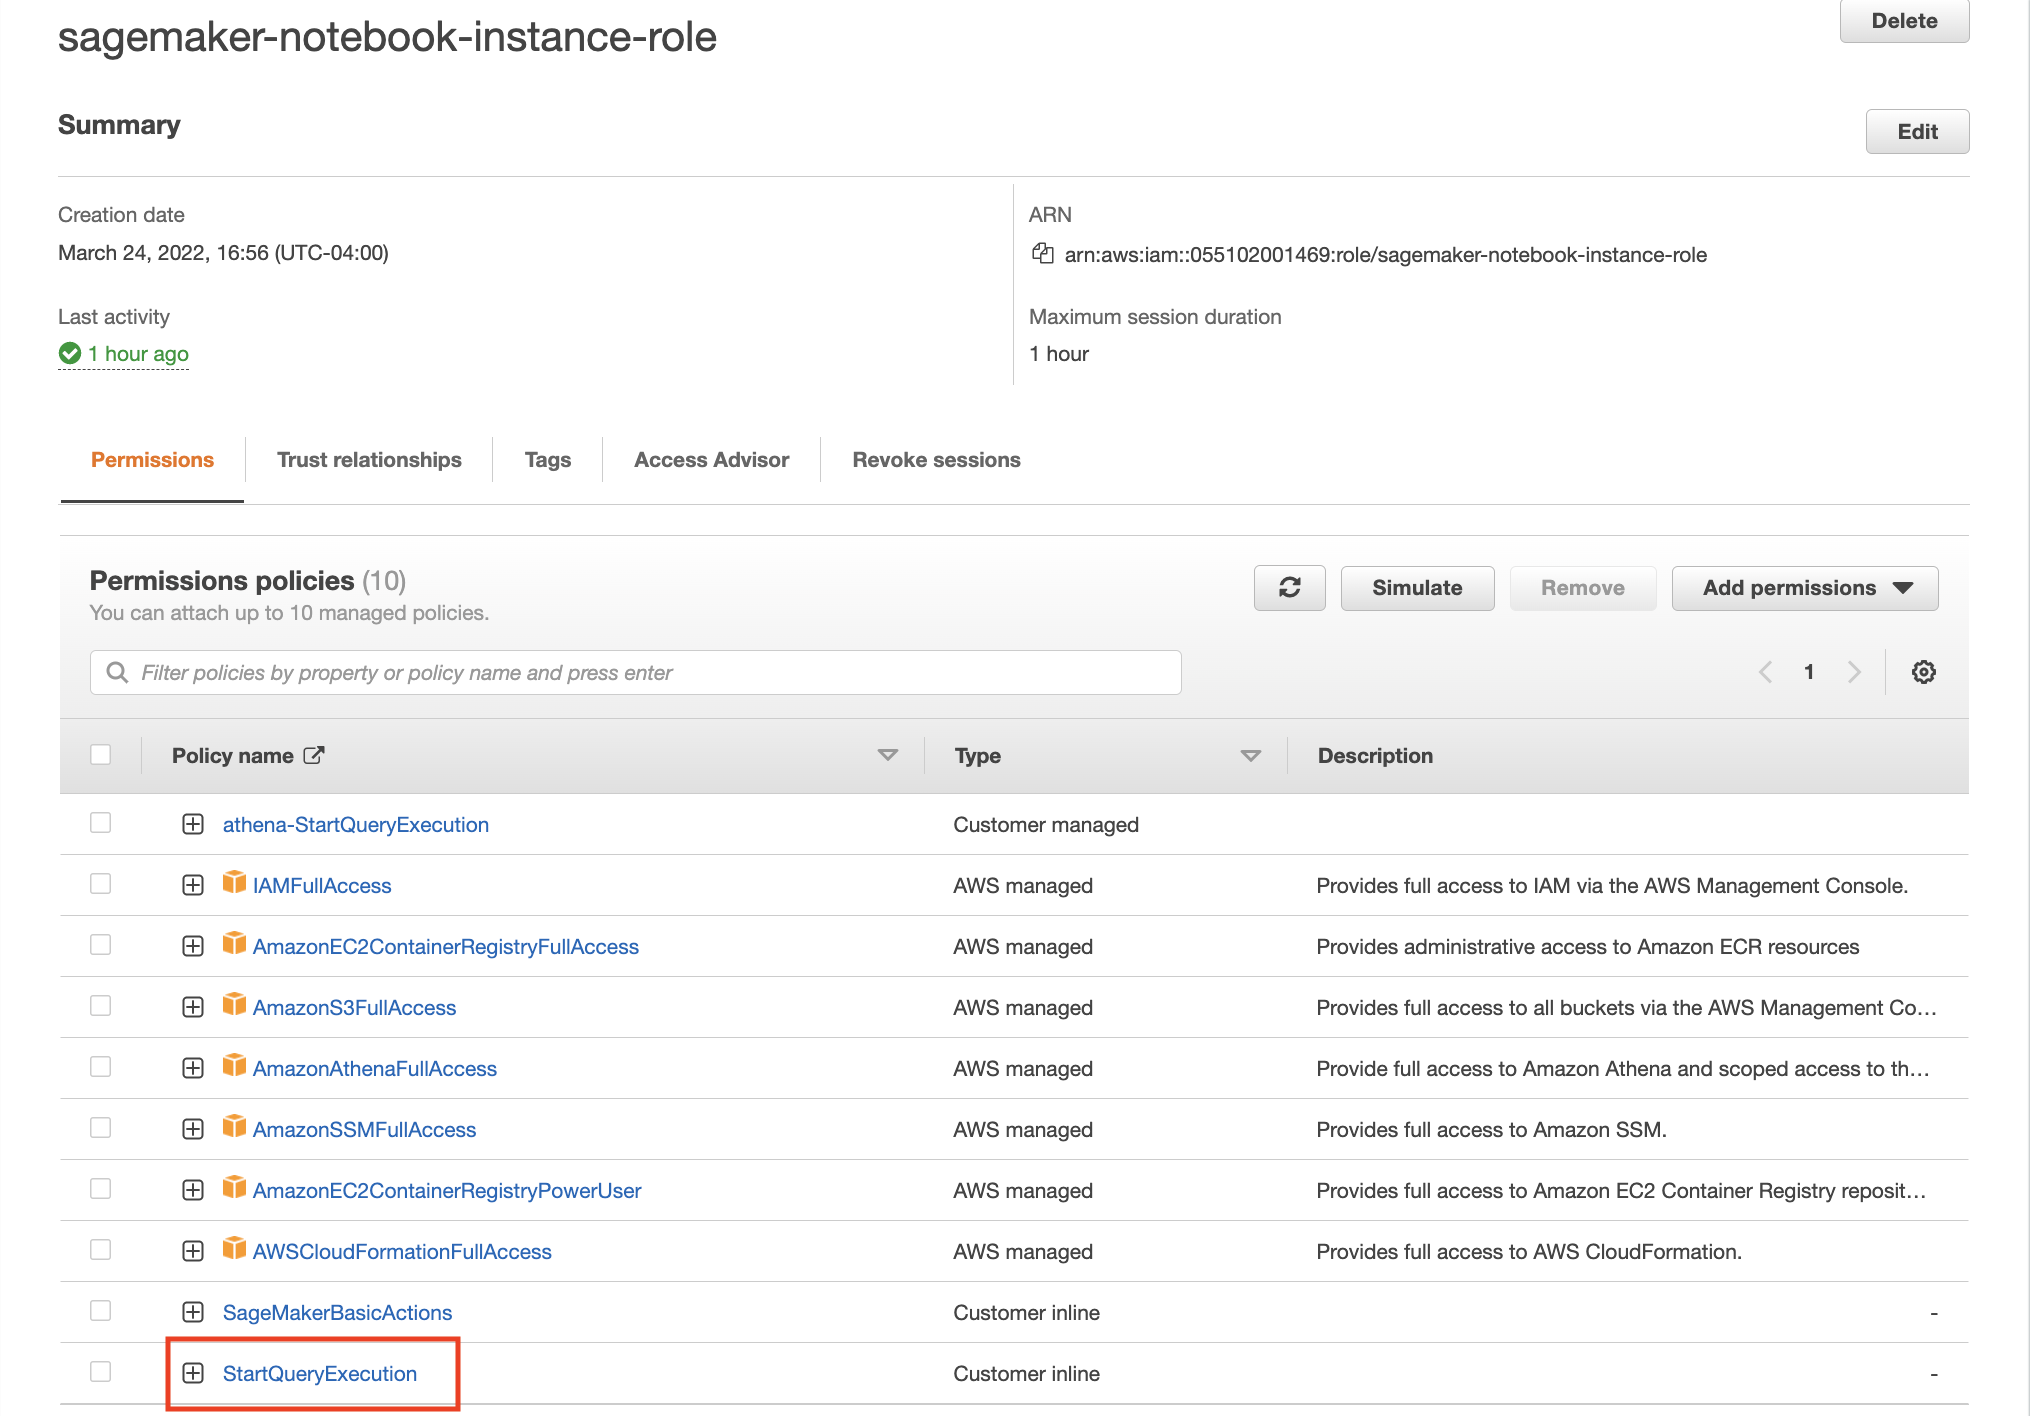 sagemaker-notebook-instance-role
Delete
Summary
Edit
Creation date
March 24, 2022, 16:56 (UTC-04:00)
ARN
arn:aws:iam::055102001469:role/sagemaker-notebook-instance-role
Last activity
1 hour ago
Maximum session duration
1 hour
Permissions Trust relationships Tags Access Advisor Revoke sessions
Permissions policies (10)
You can attach up to 10 managed policies.
Simulate Remove Add permissions
Filter policies by property or policy name and press enter
1
Policy name Type Description
athena-StartQueryExecution Customer managed
IAMFullAccess AWS managed Provides full access to IAM via the AWS Management Console.
AmazonEC2ContainerRegistryFullAccess AWS managed Provides administrative access to Amazon ECR resources
AmazonS3FullAccess AWS managed Provides full access to all buckets via the AWS Management Co…
AmazonAthenaFullAccess AWS managed Provide full access to Amazon Athena and scoped access to th…
AmazonSSMFullAccess AWS managed Provides full access to Amazon SSM.
AmazonEC2ContainerRegistryPowerUser AWS managed Provides full access to Amazon EC2 Container Registry reposit…
AWSCloudFormationFullAccess AWS managed Provides full access to AWS CloudFormation.
SageMakerBasicActions Customer inline -
StartQueryExecution Customer inline -